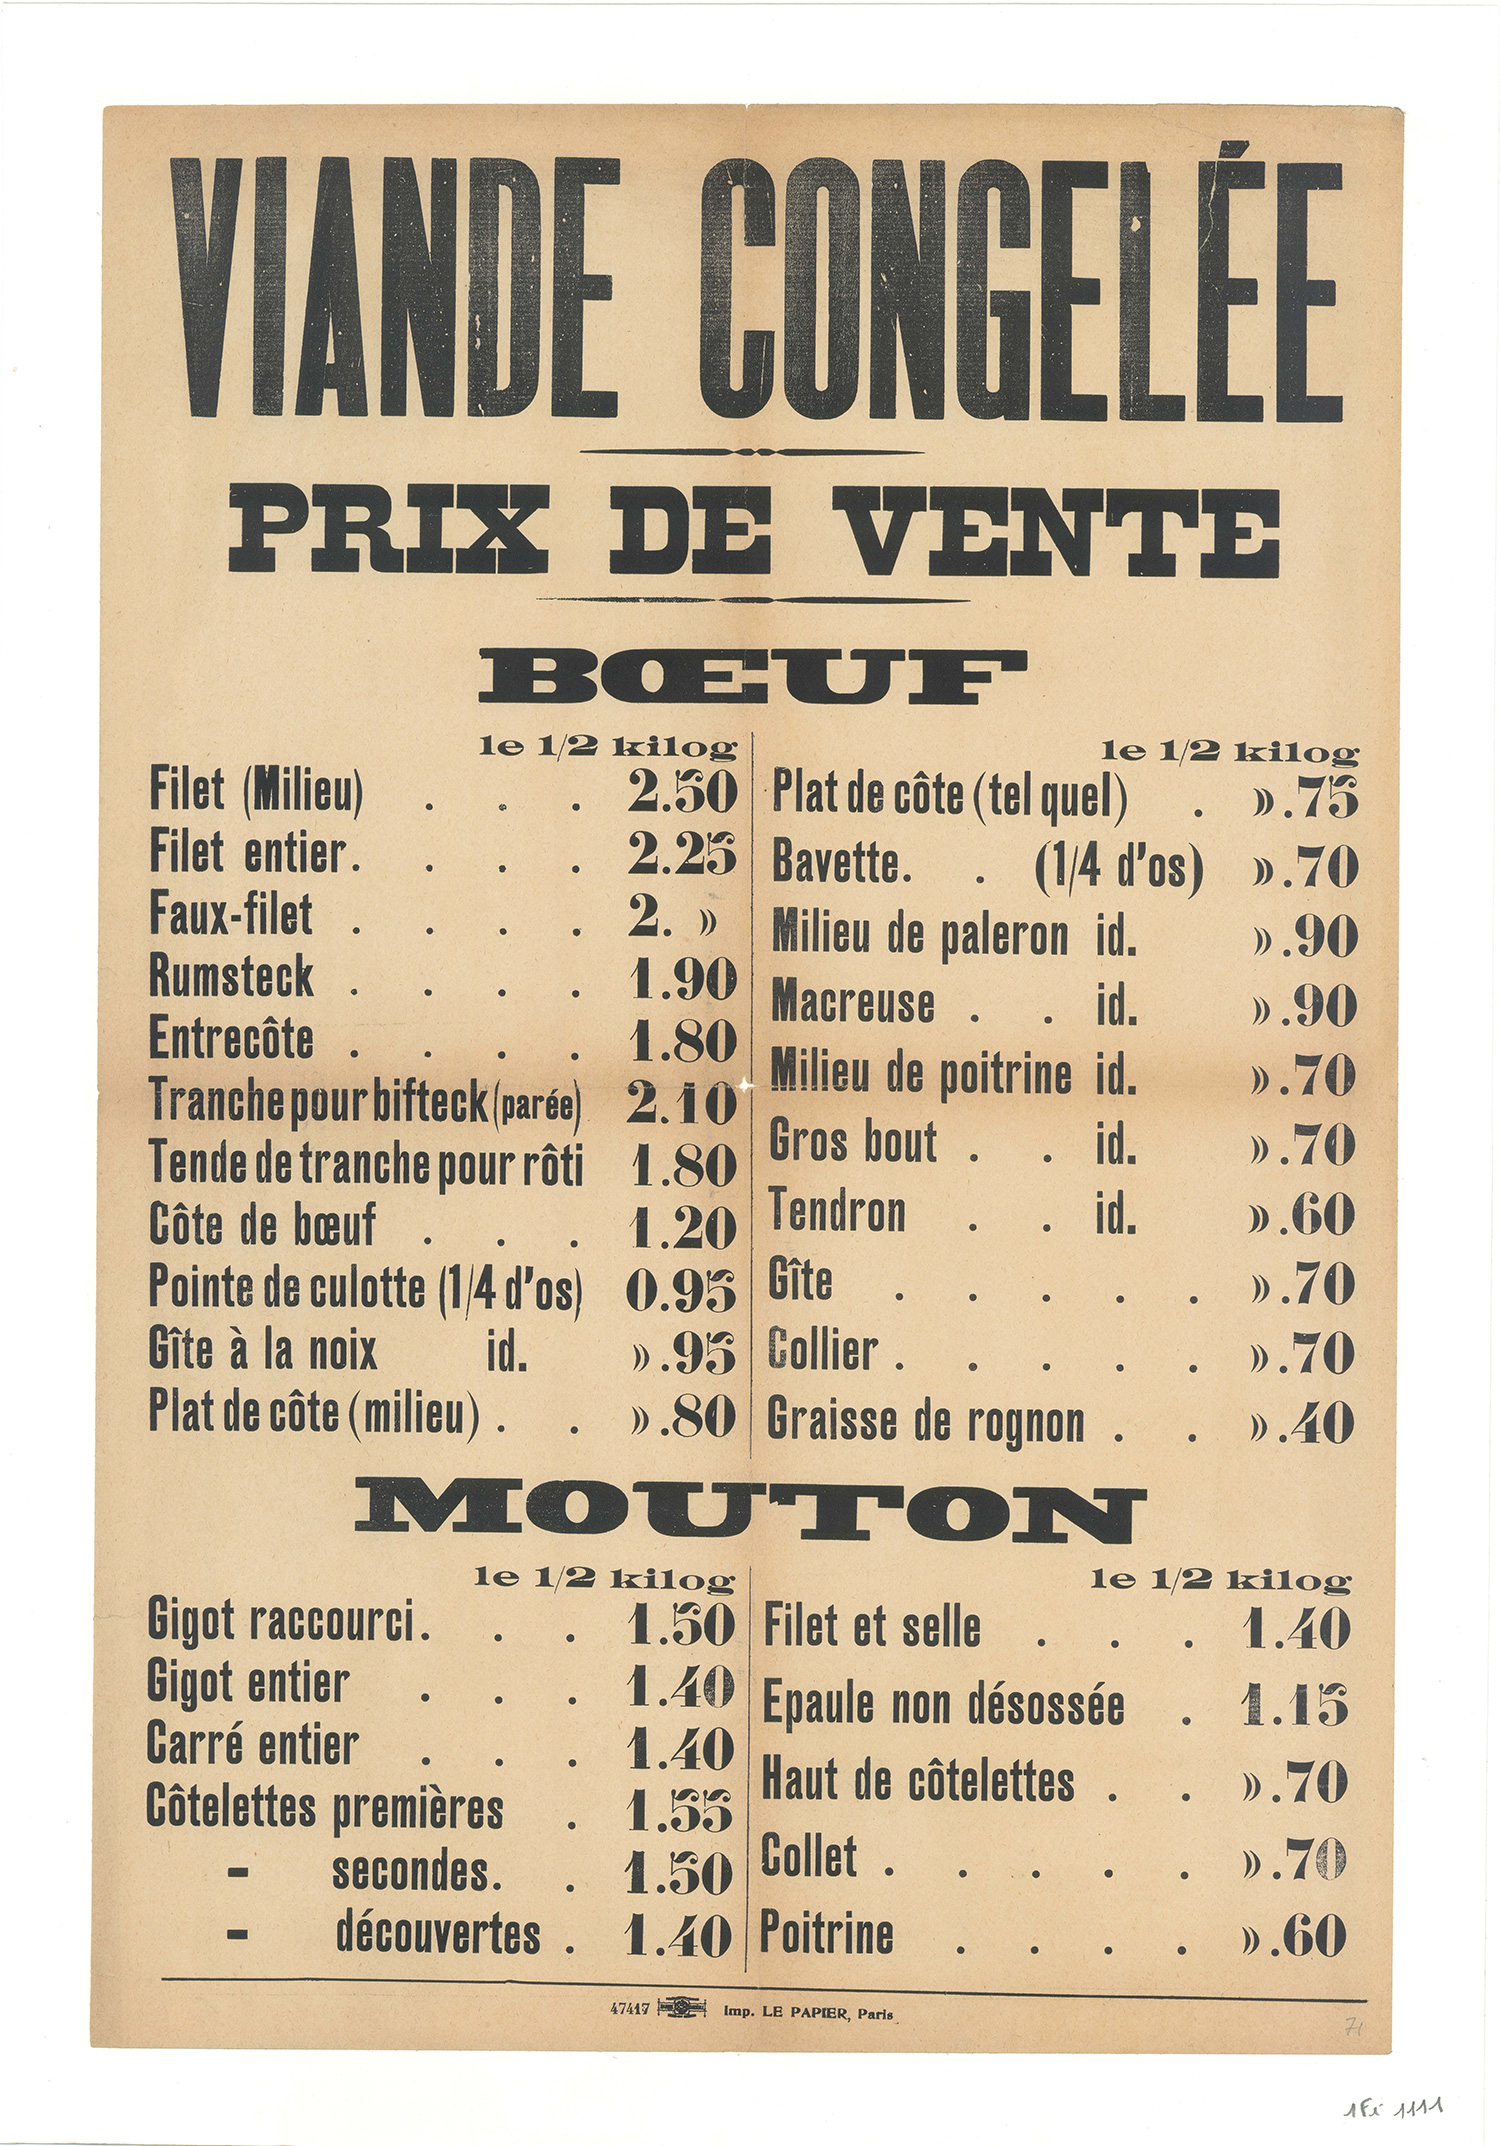 VIANDE CONGELÉE
PRIX DE VENTE
BŒUF
le 1/2 kilog
Filet (Milieu) . . . 2.50
Filet entier. . . . 2.25
Faux-filet . . . . 2. »
Rumsteck . . . . 1.90
Entrecôte . . . . 1.80
Tranche pour bifteck (parée) 2.10
Tende de tranche pour rôti 1.80
Côte de bœuf . . . 1.20
Pointe de culotte (1/4 d'os) 0.95
Gîte à la noix id. » .95
Plat de côte (milieu) . . » .80
le 1/2 kilog
Plat de côte (tel quel) . » .75
Bavette. . (1/4 d'os) » .70
Milieu de paleron id. » .90
Macreuse . . id. » .90
Milieu de poitrine id. » .70
Gros bout . . id. » .70
Tendron . . id. » .60
Gîte . . . . . » .70
Collier . . . . . » .70
Graisse de rognon . . » .40
MOUTON
le 1/2 kilog
Gigot raccourci. . . 1.50
Gigot entier . . . 1.40
Carré entier . . . 1.40
Côtelettes premières . 1.55
- secondes. . 1.50
- découvertes . 1.40
le 1/2 kilog
Filet et selle . . . 1.40
Epaule non désossée . 1.15
Haut de côtelettes . . » .70
Collet . . . . . » .70
Poitrine . . . . » .60
47417 Imp. LE PAPIER, Paris
71
1Fi 1111